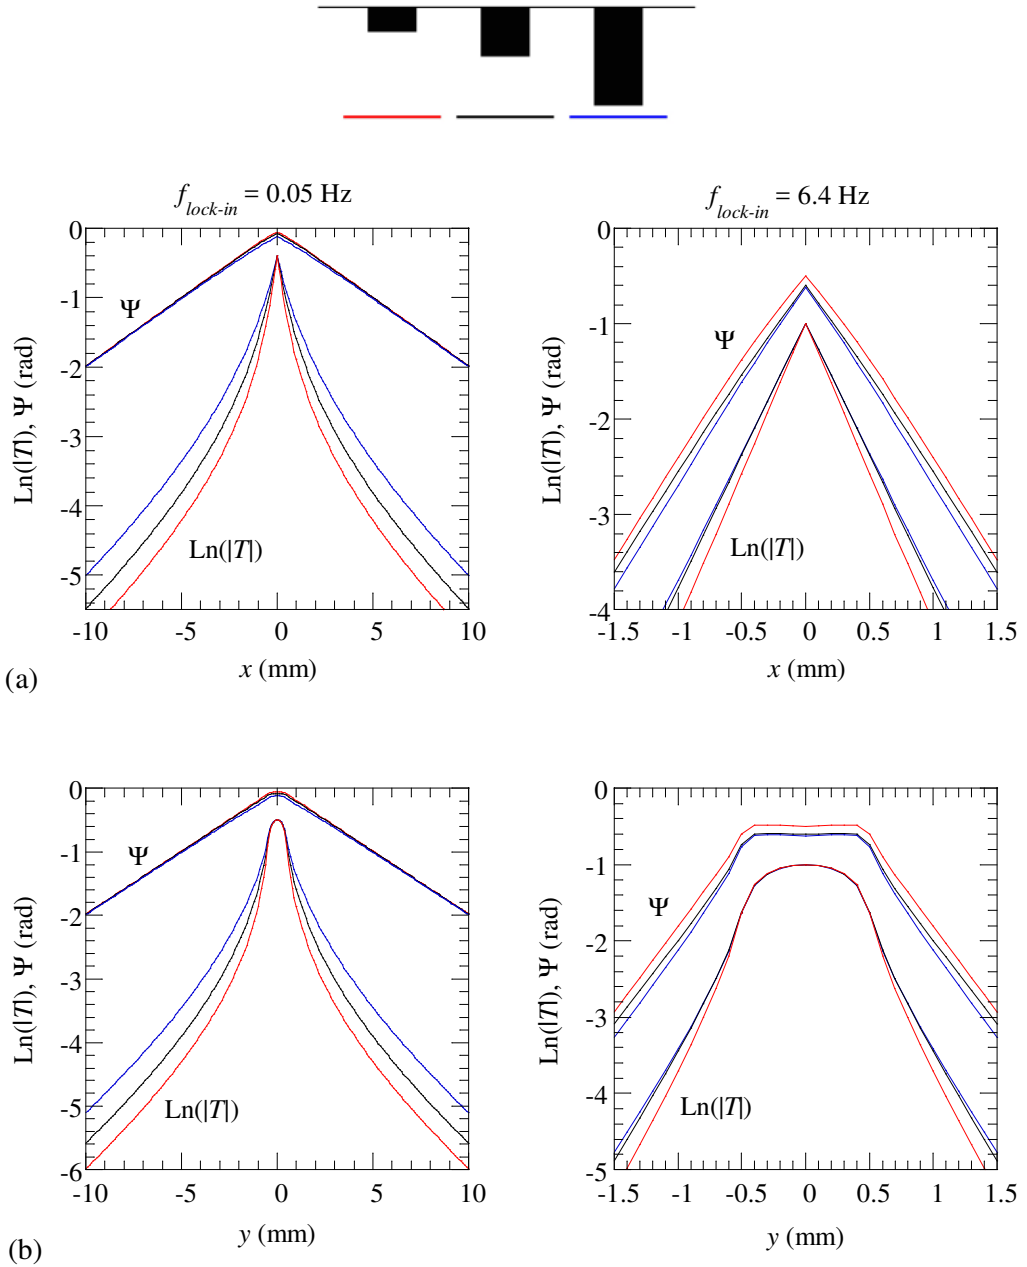 f_lock-in = 0.05 Hz
f_lock-in = 6.4 Hz
Ln(|T|), Ψ (rad)
0
-1
-2
-3
-4
-5
Ψ
Ln(|T|)
-10
-5
0
5
10
x (mm)
Ln(|T|), Ψ (rad)
0
-1
-2
-3
-4
Ψ
Ln(|T|)
-1.5
-1
-0.5
0
0.5
1
1.5
x (mm)
(a)
Ln(|T|), Ψ (rad)
0
-1
-2
-3
-4
-5
-6
Ψ
Ln(|T|)
-10
-5
0
5
10
y (mm)
Ln(|T|), Ψ (rad)
0
-1
-2
-3
-4
-5
Ψ
Ln(|T|)
-1.5
-1
-0.5
0
0.5
1
1.5
y (mm)
(b)